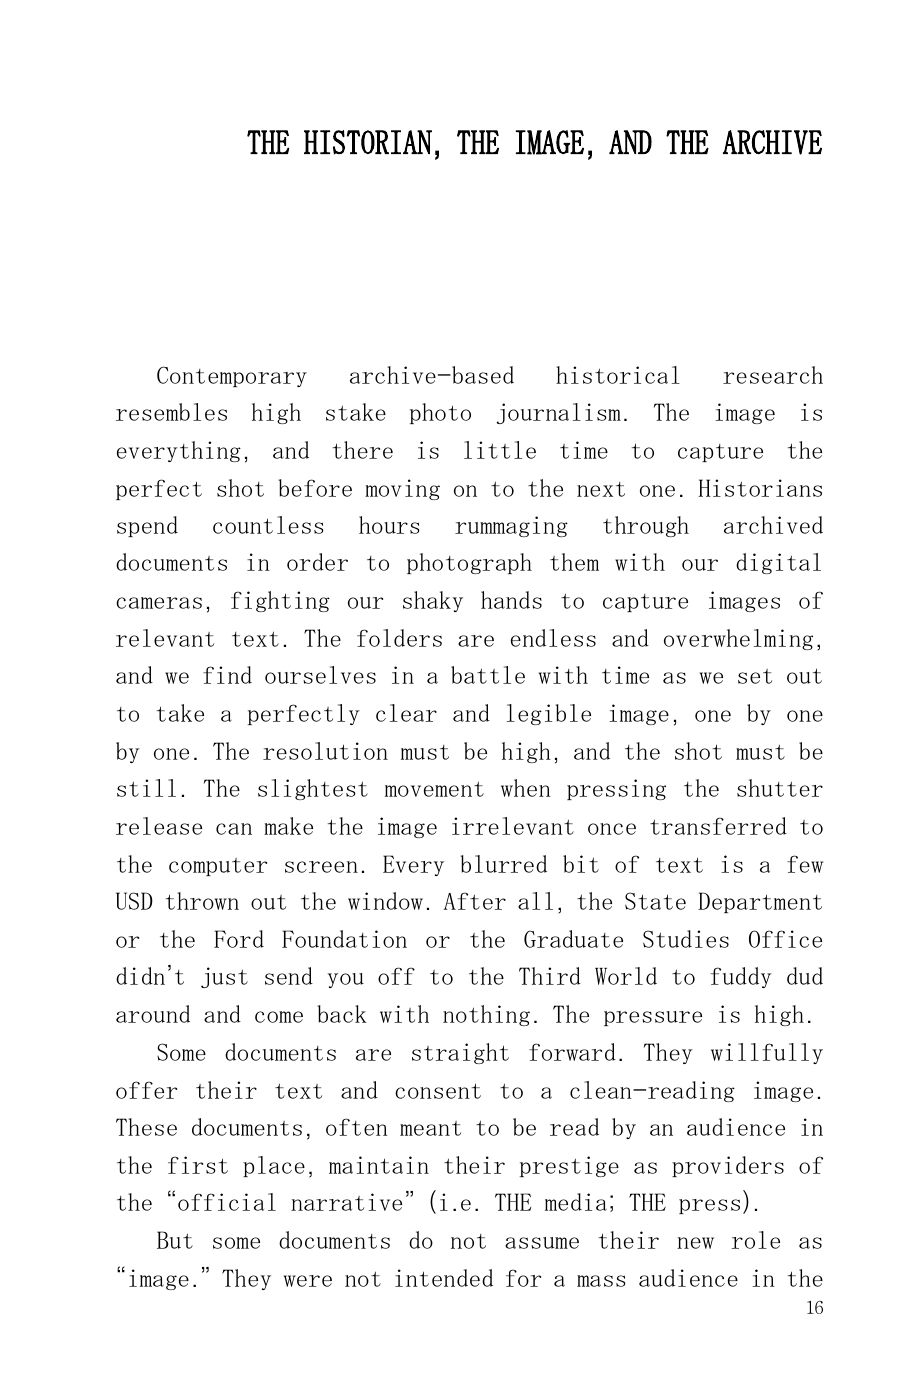 THE HISTORIAN, THE IMAGE, AND THE ARCHIVE
Contemporary archive-based historical research
resembles high stake photo journalism. The image is
everything, and there is little time to capture the
perfect shot before moving on to the next one. Historians
spend countless hours rummaging through archived
documents in order to photograph them with our digital
cameras, fighting our shaky hands to capture images of
relevant text. The folders are endless and overwhelming,
and we find ourselves in a battle with time as we set out
to take a perfectly clear and legible image, one by one
by one. The resolution must be high, and the shot must be
still. The slightest movement when pressing the shutter
release can make the image irrelevant once transferred to
the computer screen. Every blurred bit of text is a few
USD thrown out the window. After all, the State Department
or the Ford Foundation or the Graduate Studies Office
didn't just send you off to the Third World to fuddy dud
around and come back with nothing. The pressure is high.
Some documents are straight forward. They willfully
offer their text and consent to a clean-reading image.
These documents, often meant to be read by an audience in
the first place, maintain their prestige as providers of
the “official narrative” (i.e. THE media; THE press).
But some documents do not assume their new role as
“image.” They were not intended for a mass audience in the
16